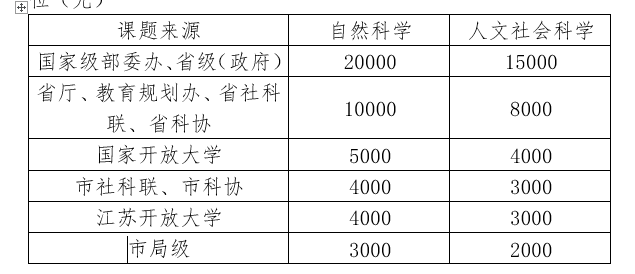 位（元）
课题来源 自然科学 人文社会科学
国家级部委办、省级（政府） 20000 15000
省厅、教育规划办、省社科
联、省科协 10000 8000
国家开放大学 5000 4000
市社科联、市科协 4000 3000
江苏开放大学 4000 3000
市局级 3000 2000